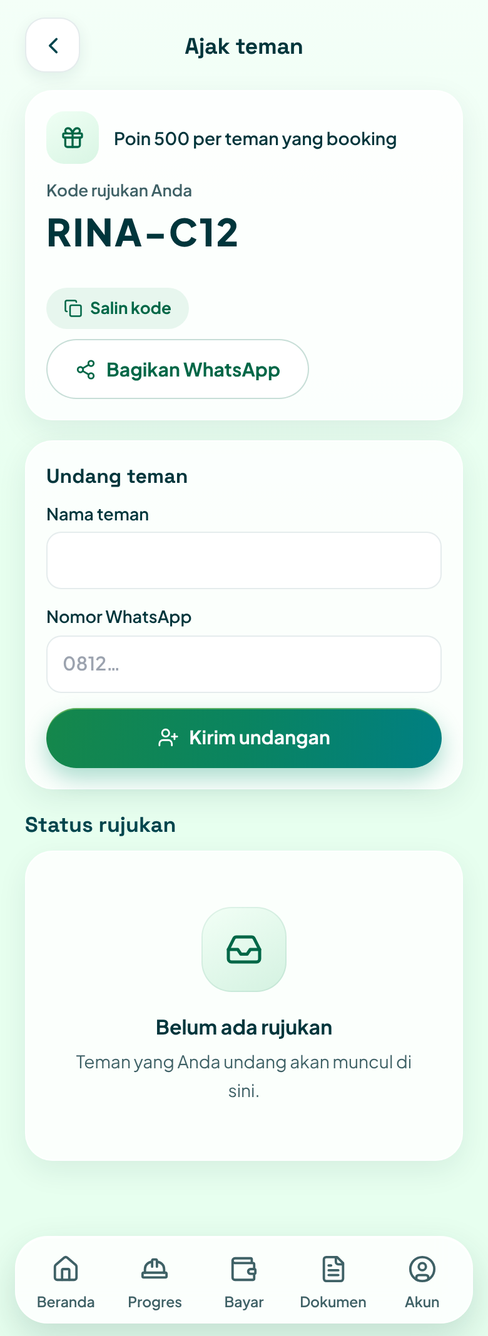 Ajak teman
Poin 500 per teman yang booking
Kode rujukan Anda
RINA-C12
Salin kode
Bagikan WhatsApp
Undang teman
Nama teman
Nomor WhatsApp
0812...
Kirim undangan
Status rujukan
Belum ada rujukan
Teman yang Anda undang akan muncul di
sini.
Beranda
Progres
Bayar
Dokumen
Akun